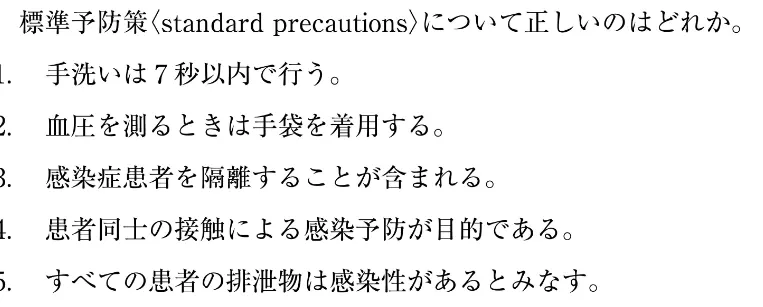 標準予防策〈standard precautions〉について正しいのはどれか。
1. 手洗いは7秒以内で行う。
2. 血圧を測るときは手袋を着用する。
3. 感染症患者を隔離することが含まれる。
4. 患者同士の接触による感染予防が目的である。
5. すべての患者の排泄物は感染性があるとみなす。